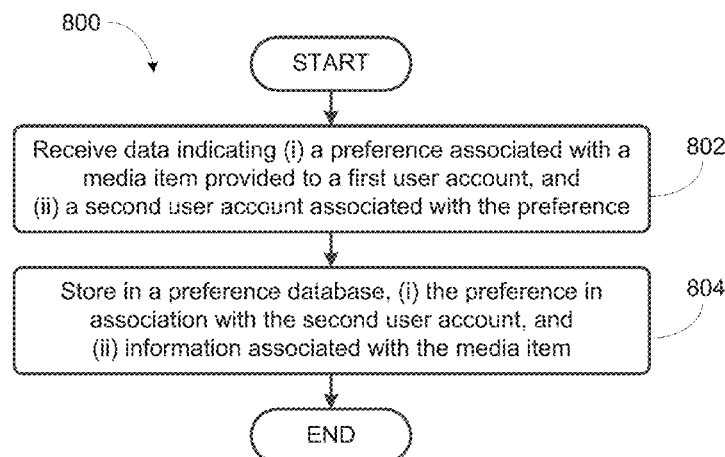 800
START
Receive data indicating (i) a preference associated with a
media item provided to a first user account, and
(ii) a second user account associated with the preference
802
Store in a preference database, (i) the preference in
association with the second user account, and
(ii) information associated with the media item
804
END